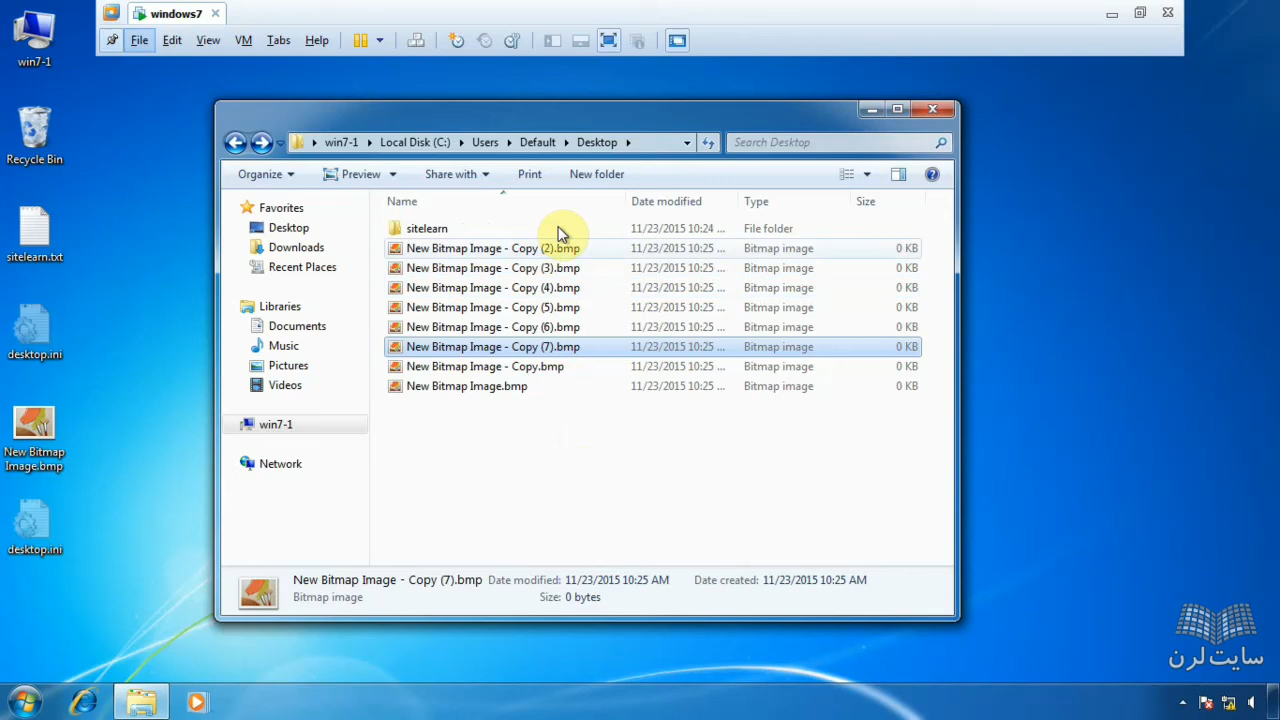 windows7
File Edit View VM Tabs Help
win7-1
Recycle Bin
sitelearn.txt
desktop.ini
New Bitmap
Image.bmp
desktop.ini
win7-1 Local Disk (C:) Users Default Desktop
Search Desktop
Organize Preview Share with Print New folder
Favorites
Desktop
Downloads
Recent Places
Libraries
Documents
Music
Pictures
Videos
win7-1
Network
Name Date modified Type Size
sitelearn 11/23/2015 10:24 ... File folder
New Bitmap Image - Copy (2).bmp 11/23/2015 10:25 ... Bitmap image 0 KB
New Bitmap Image - Copy (3).bmp 11/23/2015 10:25 ... Bitmap image 0 KB
New Bitmap Image - Copy (4).bmp 11/23/2015 10:25 ... Bitmap image 0 KB
New Bitmap Image - Copy (5).bmp 11/23/2015 10:25 ... Bitmap image 0 KB
New Bitmap Image - Copy (6).bmp 11/23/2015 10:25 ... Bitmap image 0 KB
New Bitmap Image - Copy (7).bmp 11/23/2015 10:25 ... Bitmap image 0 KB
New Bitmap Image - Copy.bmp 11/23/2015 10:25 ... Bitmap image 0 KB
New Bitmap Image.bmp 11/23/2015 10:25 ... Bitmap image 0 KB
New Bitmap Image - Copy (7).bmp Date modified: 11/23/2015 10:25 AM Date created: 11/23/2015 10:25 AM
Bitmap image Size: 0 bytes
سایت لرن